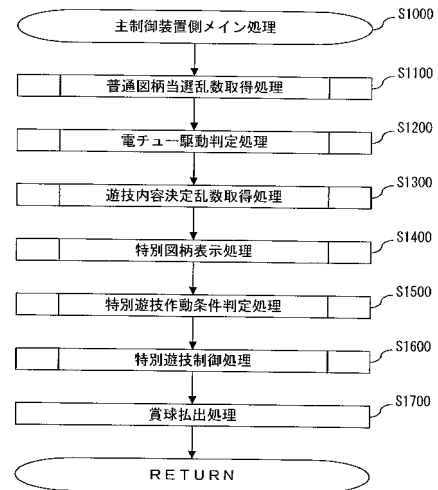 主制御装置側メイン処理
S1000
普通図柄当選乱数取得処理
S1100
電チュー駆動判定処理
S1200
遊技内容決定乱数取得処理
S1300
特別図柄表示処理
S1400
特別遊技作動条件判定処理
S1500
特別遊技制御処理
S1600
賞球払出処理
S1700
RETURN